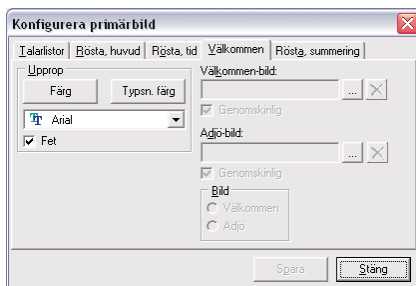 Konfigurera primärbild
Talarlistor Rösta, huvud Rösta, tid Välkommen Rösta, summering
Upprop
Färg Typsn. färg
Arial
Fet
Välkommen-bild:
...
Genomskinlig
Adjö-bild:
...
Genomskinlig
Bild
Välkommen
Adjö
Spara Stäng